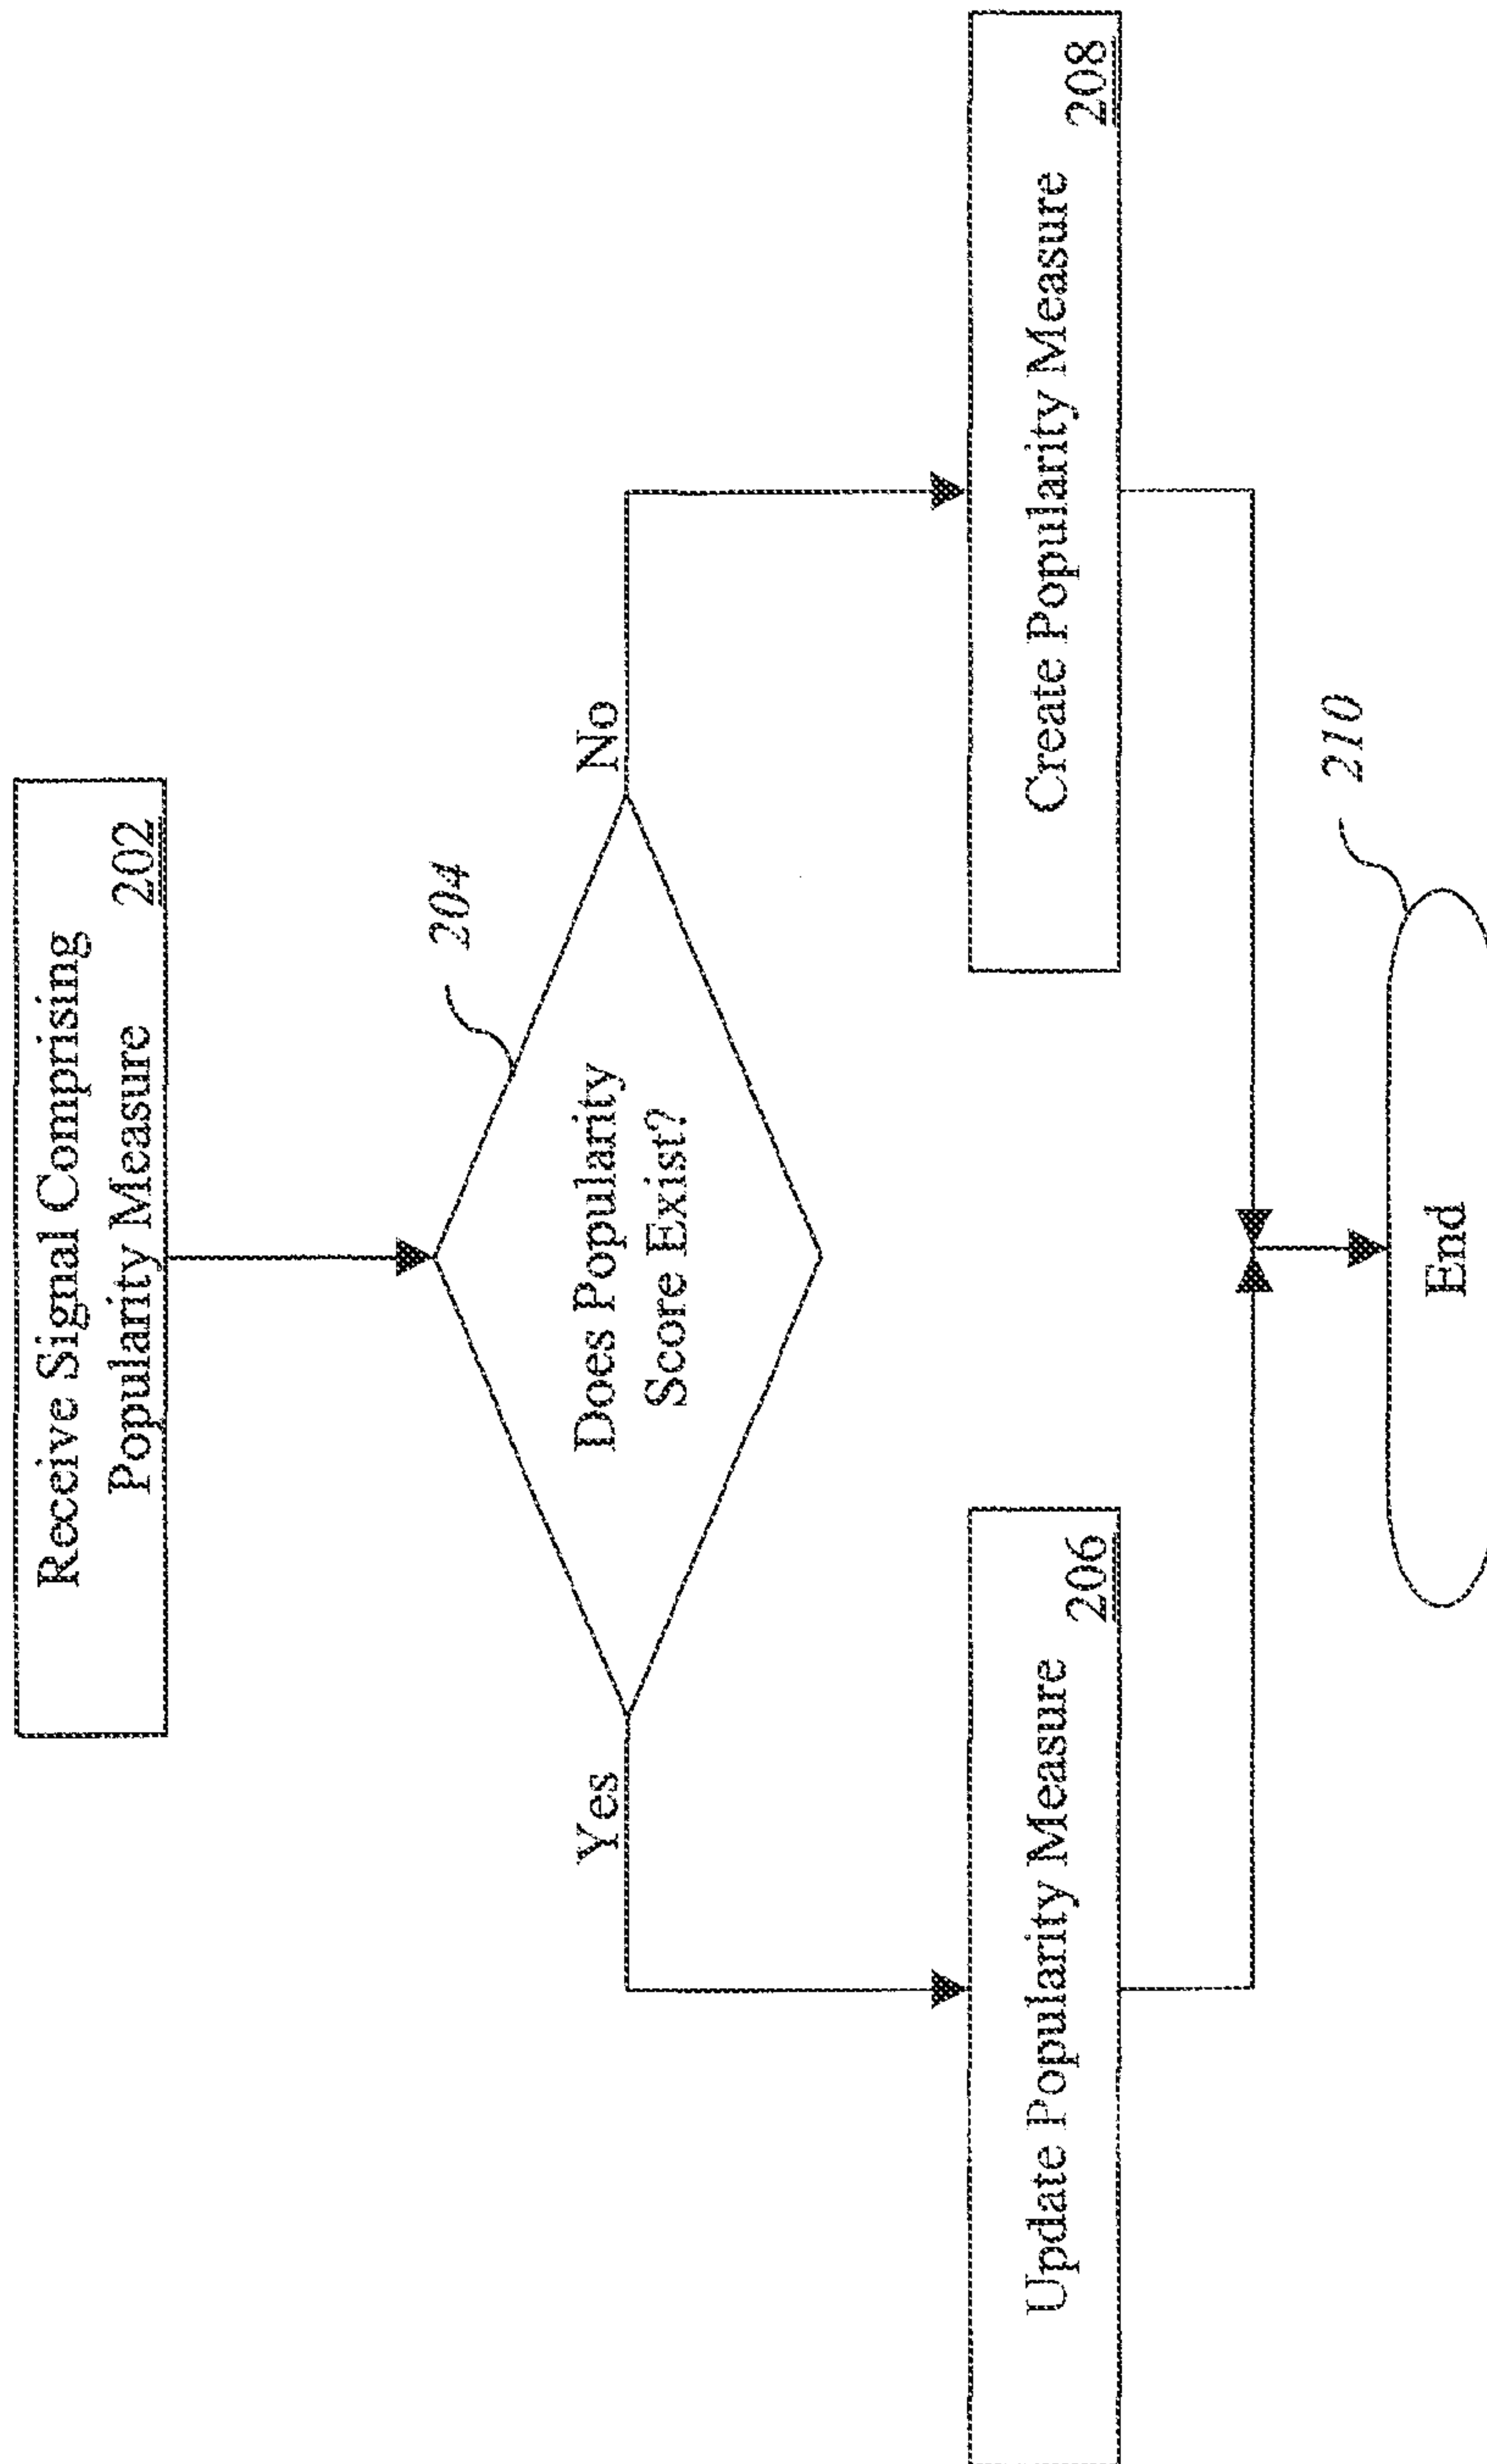 Receive Signal Comprising
Popularity Measure 202
204
Does Popularity
Score Exist?
Yes
No
Update Popularity Measure
206
Create Popularity Measure
208
210
End